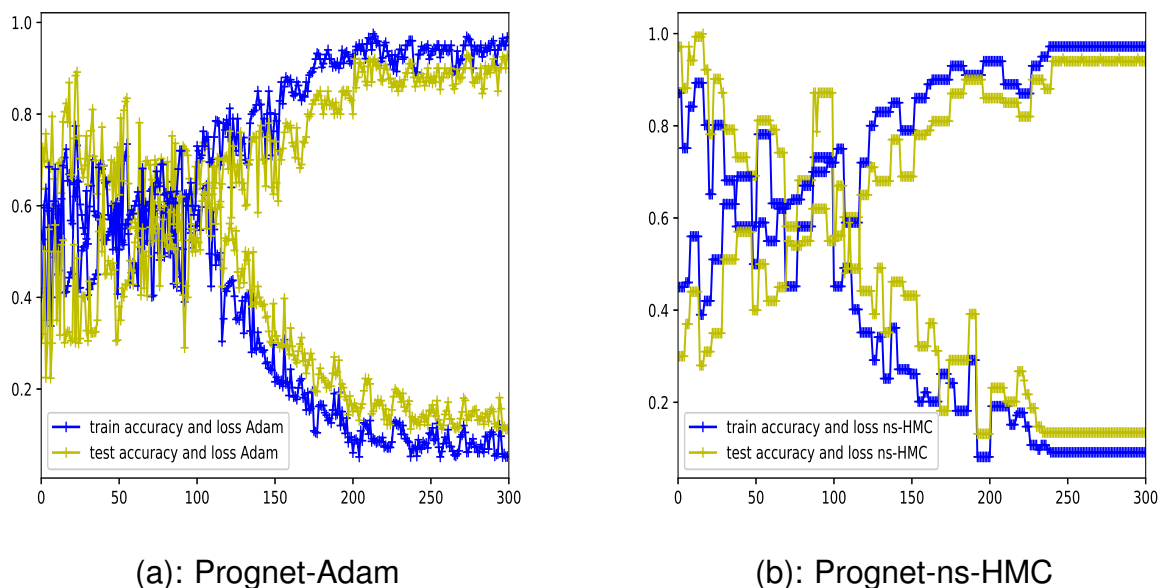 1.0
0.8
0.6
0.4
0.2
train accuracy and loss Adam
test accuracy and loss Adam
0 50 100 150 200 250 300
(a): Prognet-Adam
1.0
0.8
0.6
0.4
0.2
train accuracy and loss ns-HMC
test accuracy and loss ns-HMC
0 50 100 150 200 250 300
(b): Prognet-ns-HMC